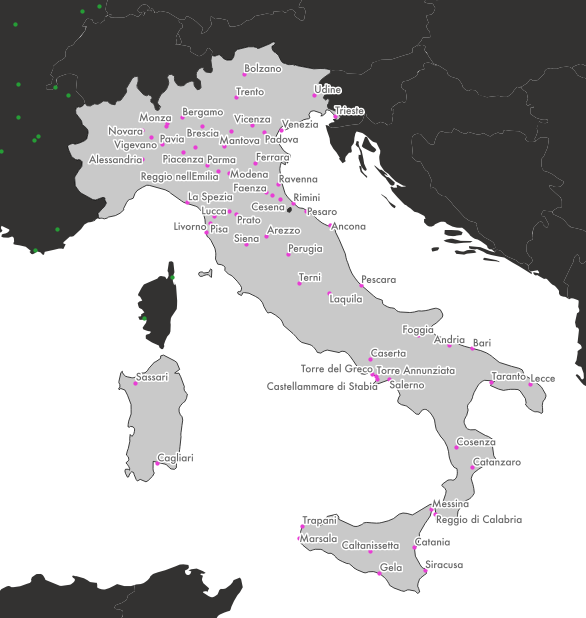 Bolzano
Trento
Udine
Trieste
Monza
Bergamo
Vicenza
Venezia
Novara
Pavia
Brescia
Vigevano
Mantova
Padova
Alessandria
Piacenza
Parma
Ferrara
Reggio nellEmilia
Modena
Ravenna
Faenza
La Spezia
Rimini
Cesena
Lucca
Pesaro
Prato
Livorno
Pisa
Arezzo
Ancona
Siena
Perugia
Terni
Pescara
Laquila
Foggia
Andria
Bari
Caserta
Torre del Greco
Torre Annunziata
Taranto
Lecce
Castellammare di Stabia
Salerno
Sassari
Cosenza
Cagliari
Catanzaro
Messina
Trapani
Reggio di Calabria
Marsala
Caltanissetta
Catania
Gela
Siracusa